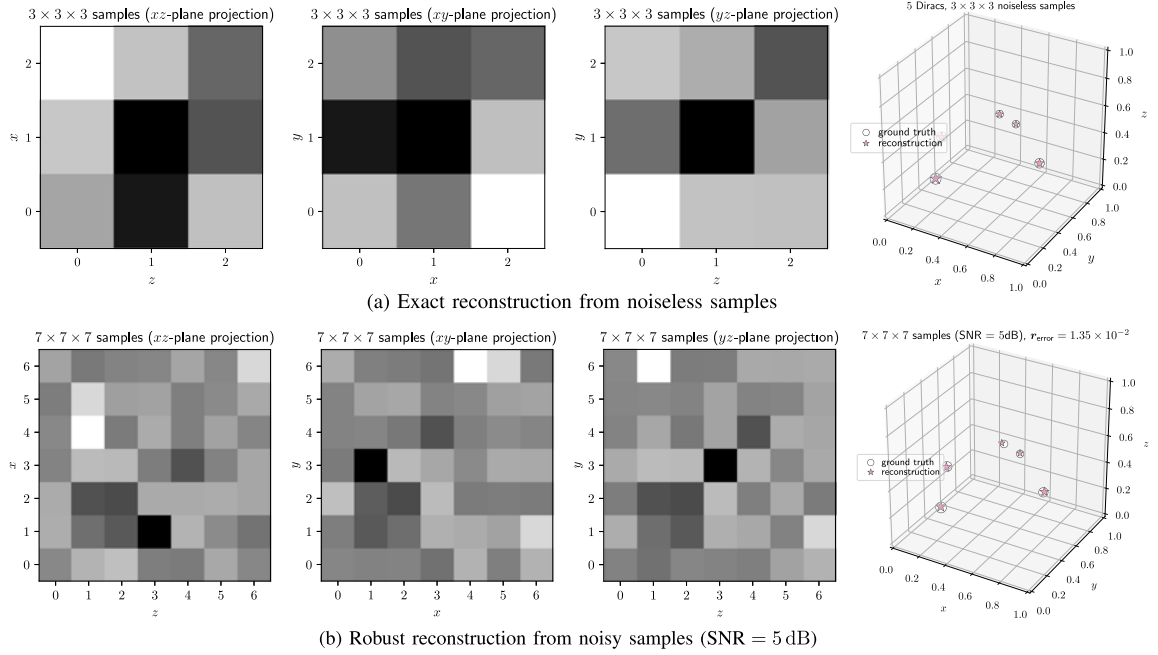 3 × 3 × 3 samples (xz-plane projection)
3 × 3 × 3 samples (xy-plane projection)
3 × 3 × 3 samples (yz-plane projection)
5 Diracs, 3 × 3 × 3 noiseless samples
2
1
0
x
0 1 2
z
2
1
0
y
0 1 2
x
2
1
0
y
0 1 2
z
ground truth
reconstruction
1.0
0.8
0.6
0.4
0.2
0.0
z
0.0 0.2 0.4 0.6 0.8 1.0
x
0.0 0.2 0.4 0.6 0.8 1.0
y
(a) Exact reconstruction from noiseless samples
7 × 7 × 7 samples (xz-plane projection)
7 × 7 × 7 samples (xy-plane projection)
7 × 7 × 7 samples (yz-plane projection)
7 × 7 × 7 samples (SNR = 5dB), r_error = 1.35 × 10⁻²
6
5
4
3
2
1
0
x
0 1 2 3 4 5 6
z
6
5
4
3
2
1
0
y
0 1 2 3 4 5 6
x
6
5
4
3
2
1
0
y
0 1 2 3 4 5 6
z
ground truth
reconstruction
1.0
0.8
0.6
0.4
0.2
0.0
z
0.0 0.2 0.4 0.6 0.8 1.0
x
0.0 0.2 0.4 0.6 0.8 1.0
y
(b) Robust reconstruction from noisy samples (SNR = 5 dB)